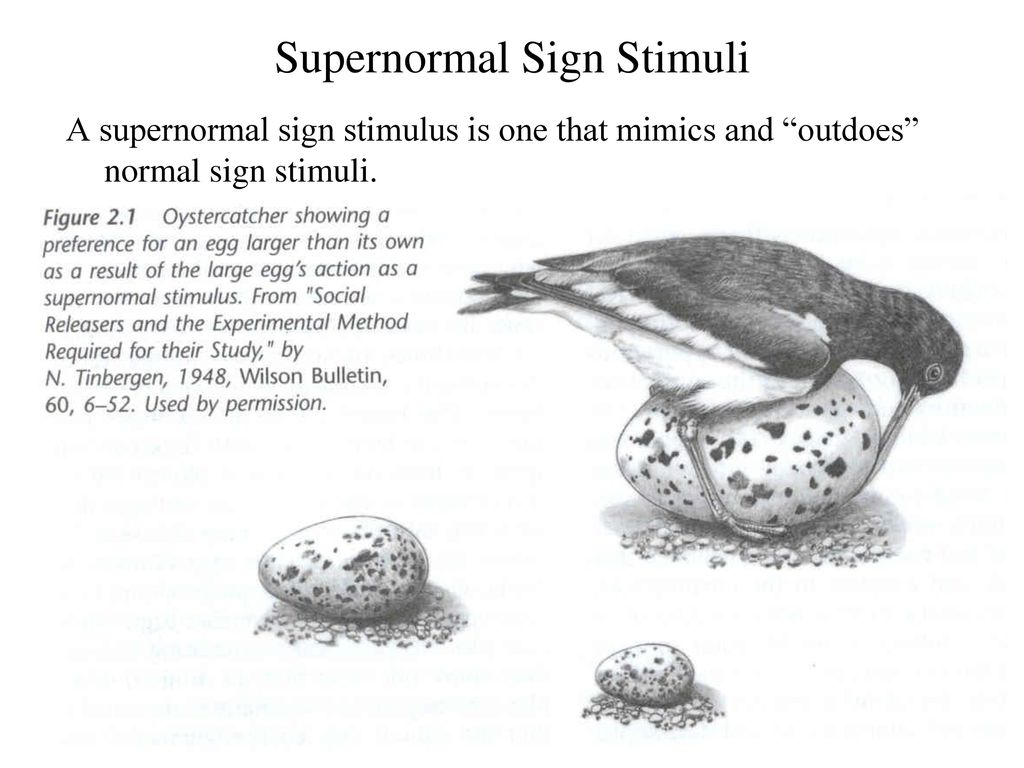 Supernormal Sign Stimuli
A supernormal sign stimulus is one that mimics and “outdoes”
normal sign stimuli.
Figure 2.1 Oystercatcher showing a
preference for an egg larger than its own
as a result of the large egg's action as a
supernormal stimulus. From "Social
Releasers and the Experimental Method
Required for their Study," by
N. Tinbergen, 1948, Wilson Bulletin,
60, 6–52. Used by permission.